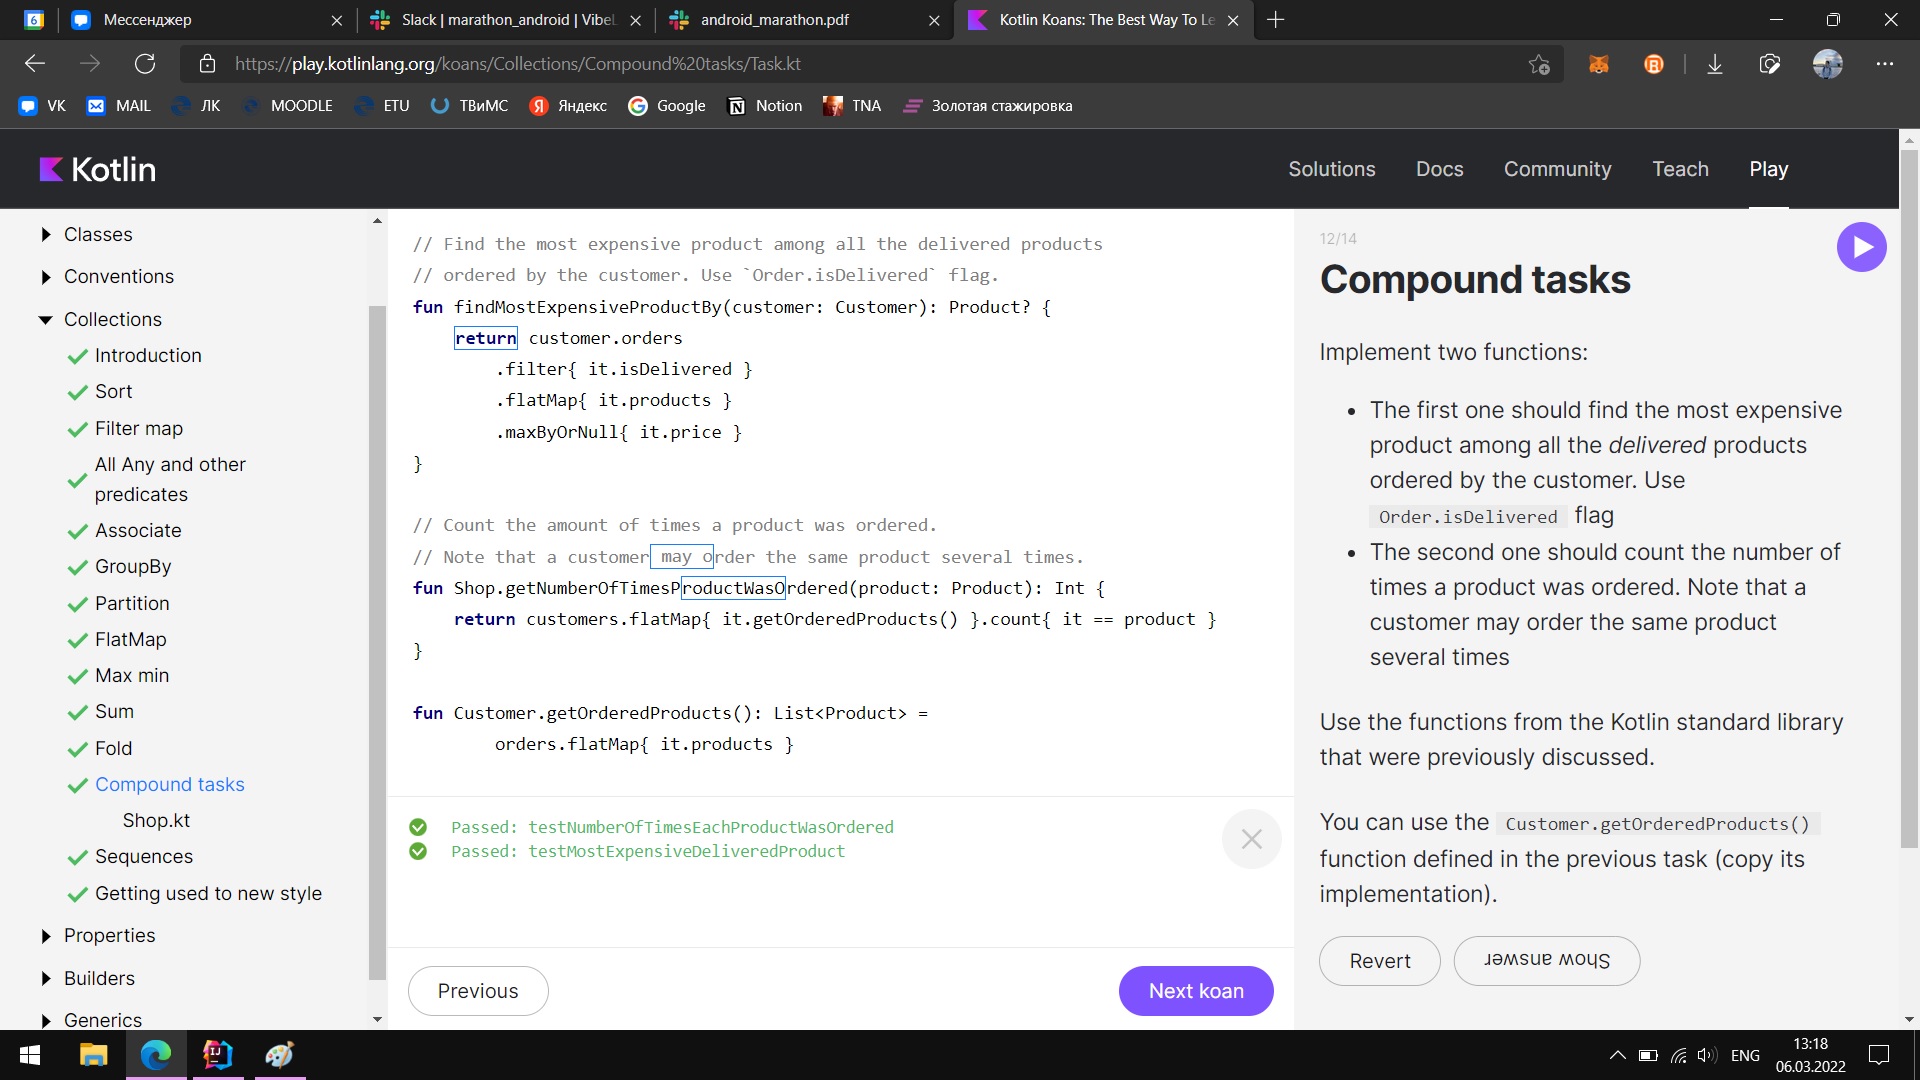 6
Мессенджер
Slack | marathon_android | VibeL
android_marathon.pdf
Kotlin Koans: The Best Way To Le
https://play.kotlinlang.org/koans/Collections/Compound%20tasks/Task.kt
VK
MAIL
ЛК
MOODLE
ETU
ТВиМС
Яндекс
Google
Notion
TNA
Золотая стажировка
Kotlin
Solutions
Docs
Community
Teach
Play
Classes
Conventions
Collections
Introduction
Sort
Filter map
All Any and other
predicates
Associate
GroupBy
Partition
FlatMap
Max min
Sum
Fold
Compound tasks
Shop.kt
Sequences
Getting used to new style
Properties
Builders
Generics
// Find the most expensive product among all the delivered products
// ordered by the customer. Use `Order.isDelivered` flag.
fun findMostExpensiveProductBy(customer: Customer): Product? {
return customer.orders
.filter{ it.isDelivered }
.flatMap{ it.products }
.maxByOrNull{ it.price }
}
// Count the amount of times a product was ordered.
// Note that a customer may order the same product several times.
fun Shop.getNumberOfTimesProductWasOrdered(product: Product): Int {
return customers.flatMap{ it.getOrderedProducts() }.count{ it == product }
}
fun Customer.getOrderedProducts(): List<Product> =
orders.flatMap{ it.products }
Passed: testNumberOfTimesEachProductWasOrdered
Passed: testMostExpensiveDeliveredProduct
Previous
Next koan
12/14
Compound tasks
Implement two functions:
• The first one should find the most expensive
product among all the delivered products
ordered by the customer. Use
Order.isDelivered flag
• The second one should count the number of
times a product was ordered. Note that a
customer may order the same product
several times
Use the functions from the Kotlin standard library
that were previously discussed.
You can use the Customer.getOrderedProducts()
function defined in the previous task (copy its
implementation).
Revert
Show answer
ENG
13:18
06.03.2022